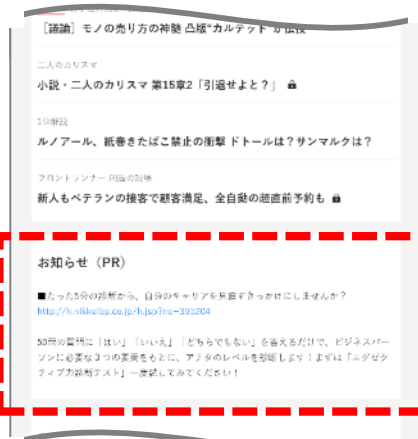 ［議論］モノの売り方の神髄 凸版“カルテット”が伝授
二人のカリスマ
小説・二人のカリスマ 第15章2「引退せよと？」
1分解説
ルノアール、紙巻きたばこ禁止の衝撃 ドトールは？サンマルクは？
フロントランナー 創造の現場
新人もベテランの接客で顧客満足、全自動の超直前予約も
お知らせ（PR）
■たった5分の診断から、自分のキャリアを見直すきっかけにしませんか？
http://h.nikkeibp.co.jp/h.jsp?no=395204
50問の質問に「はい」「いいえ」「どちらでもない」を答えるだけで、ビジネスパー
ソンに必要な3つの要素をもとに、アナタのレベルを診断します！まずは「エグゼク
ティブ力診断テスト」一度試してみてください！